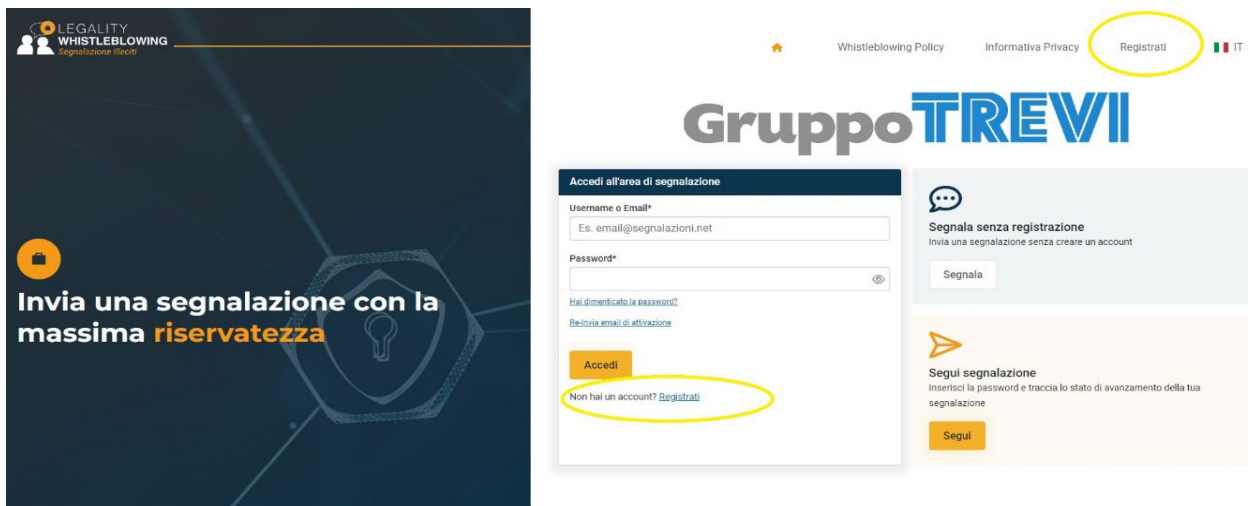 LEGALITY
WHISTLEBLOWING
Segnalazione Illeciti
Invia una segnalazione con la
massima riservatezza
Whistleblowing Policy Informativa Privacy Registrati IT
Gruppo TREVI
Accedi all'area di segnalazione
Username o Email*
Es. email@segnalazioni.net
Password*
Hai dimenticato la password?
Re-Invia email di attivazione
Accedi
Non hai un account? Registrati
Segnala senza registrazione
Invia una segnalazione senza creare un account
Segnala
Segui segnalazione
Inserisci la password e traccia lo stato di avanzamento della tua
segnalazione
Segui